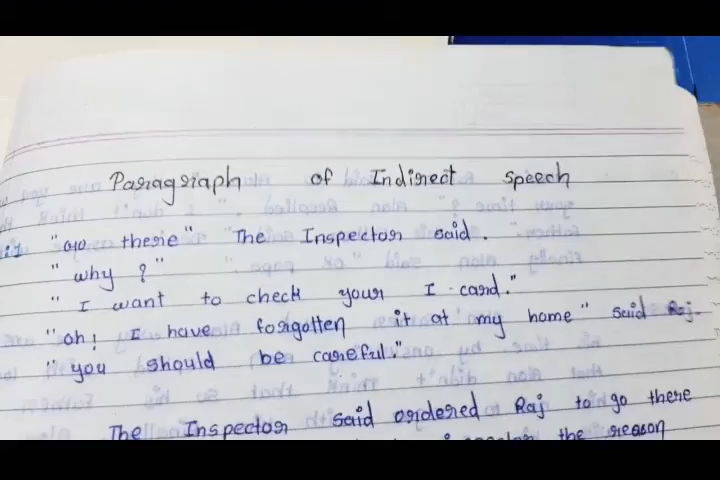 Paragraph of Indirect speech
"Go there" The Inspector said.
"why ?"
"I want to check your I-card."
"oh! I have forgotten it at my home" said Raj.
"you should be careful."
The Inspector said ordered Raj to go there
the reason